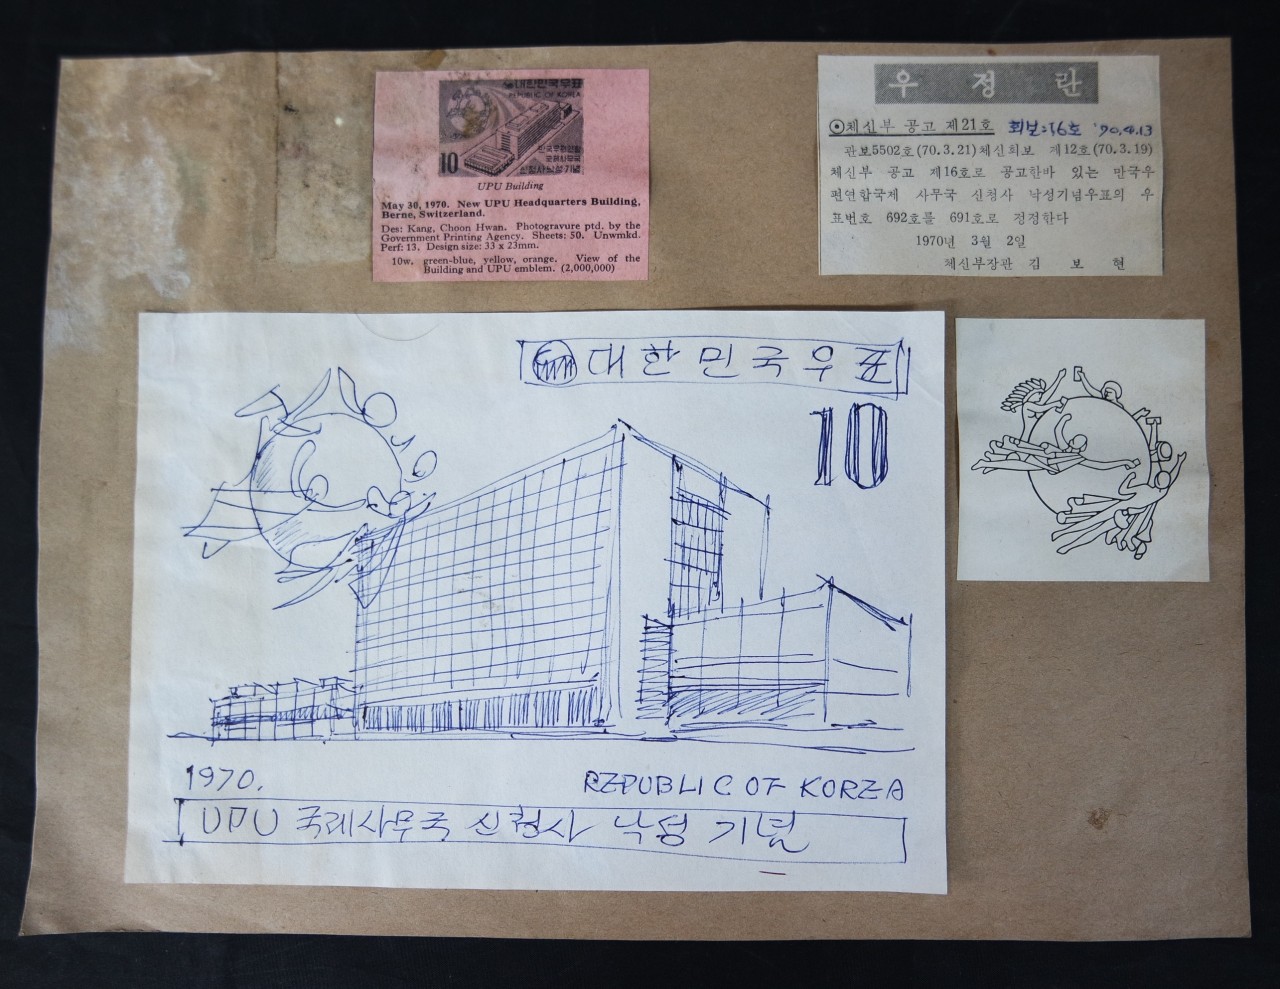 대한민국우표
REPUBLIC OF KOREA
10
만국우편연합
국제사무국
신청사낙성기념
UPU Building
May 30, 1970. New UPU Headquarters Building,
Berne, Switzerland.
Des: Kang, Choon Hwan. Photogravure ptd. by the
Government Printing Agency. Sheets: 50. Unwmkd.
Perf: 13. Design size: 33 x 23mm.
10w. green-blue, yellow, orange. View of the
Building and UPU emblem. (2,000,000)
우 정 란
⊙체신부 공고 제21호 회보:16호 '70.4.13
관보5502호(70.3.21)체신회보 제12호(70.3.19)
체신부 공고 제16호로 공고한바 있는 만국우
편연합국제 사무국 신청사 낙성기념우표의 우
표번호 692호를 691호로 정정한다
1970년 3월 2일
체신부장관 김 보 현
대한민국우표
10
1970. REPUBLIC OF KOREA
UPU 국제사무국 신청사 낙성 기념